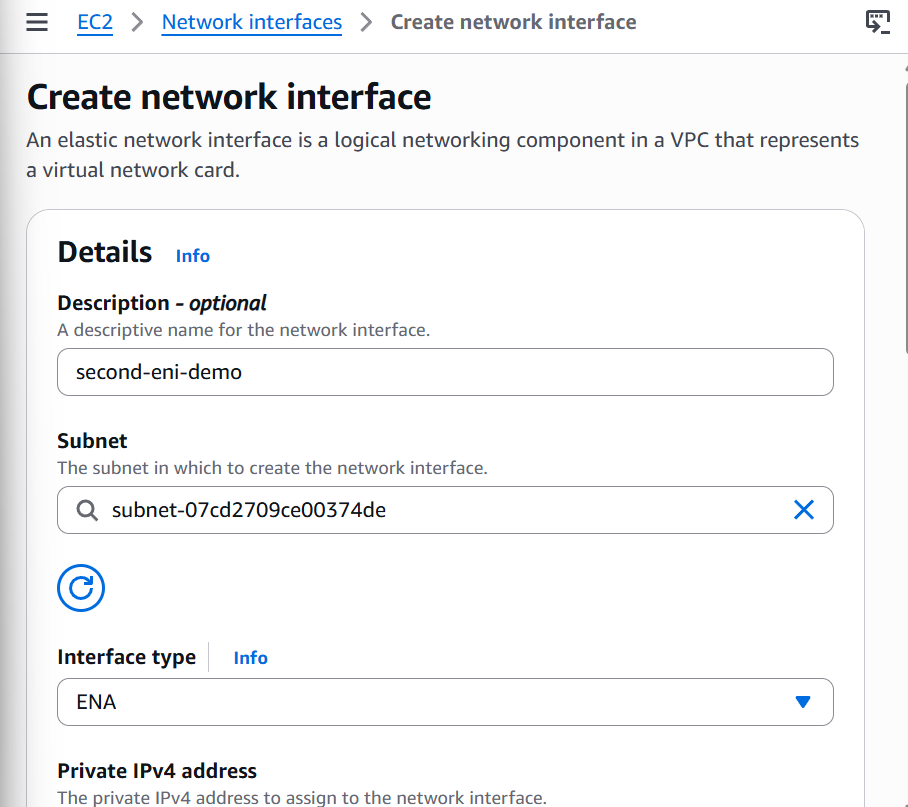 EC2 > Network interfaces > Create network interface
Create network interface
An elastic network interface is a logical networking component in a VPC that represents
a virtual network card.
Details Info
Description – optional
A descriptive name for the network interface.
second-eni-demo
Subnet
The subnet in which to create the network interface.
subnet-07cd2709ce00374de
Interface type Info
ENA
Private IPv4 address
The private IPv4 address to assign to the network interface.